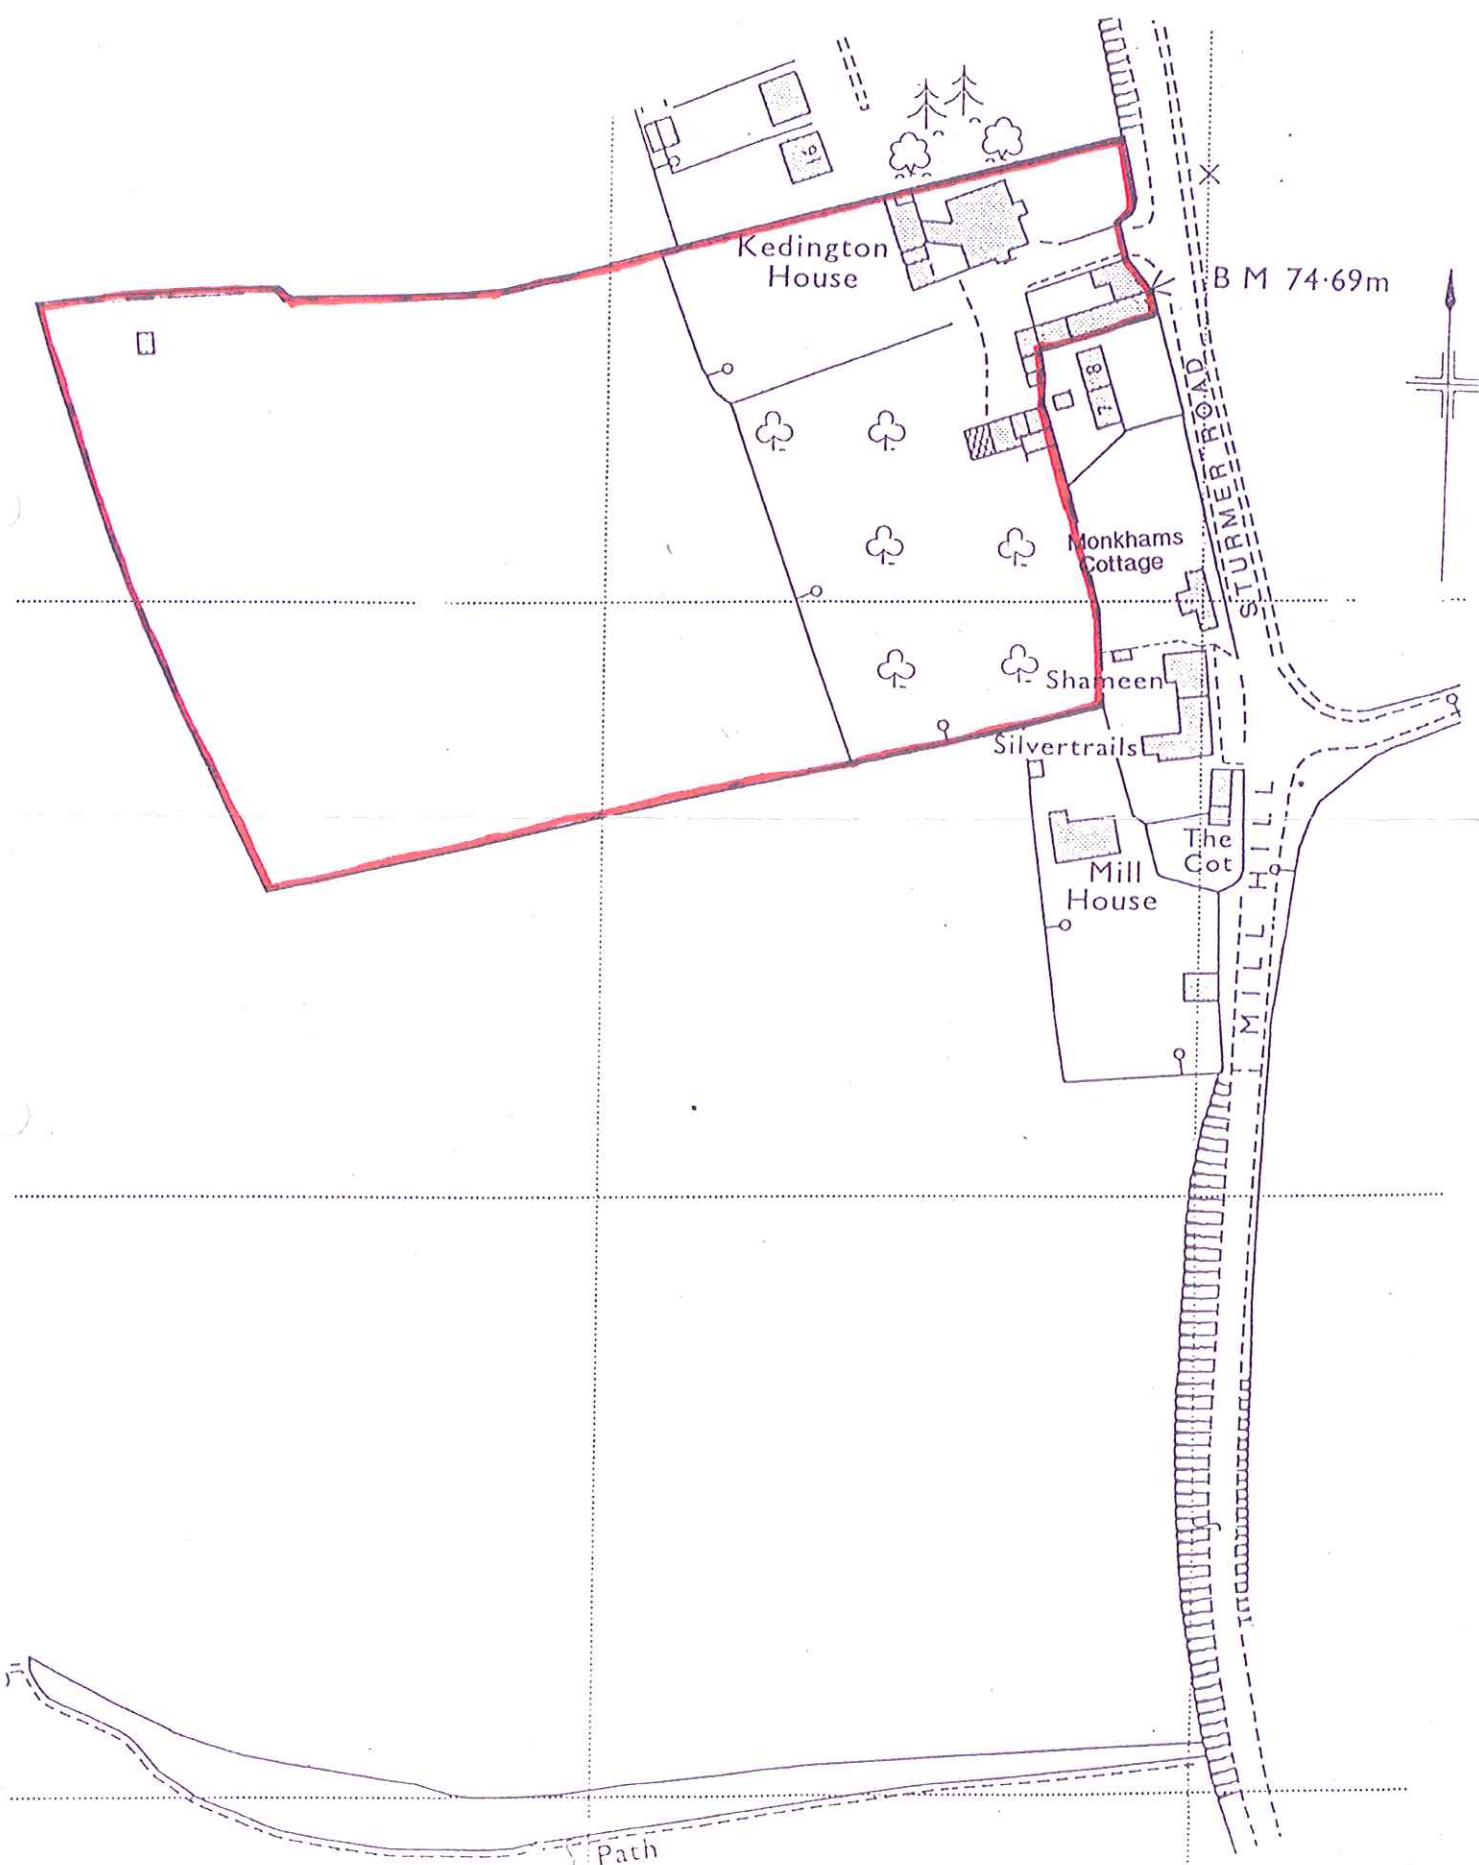 16
Kedington
House
B M 74·69m
8
7
STURMER ROAD
Monkhams
Cottage
Shameen
Silvertrails
The
Cot
Mill
House
MILL HILL
Path